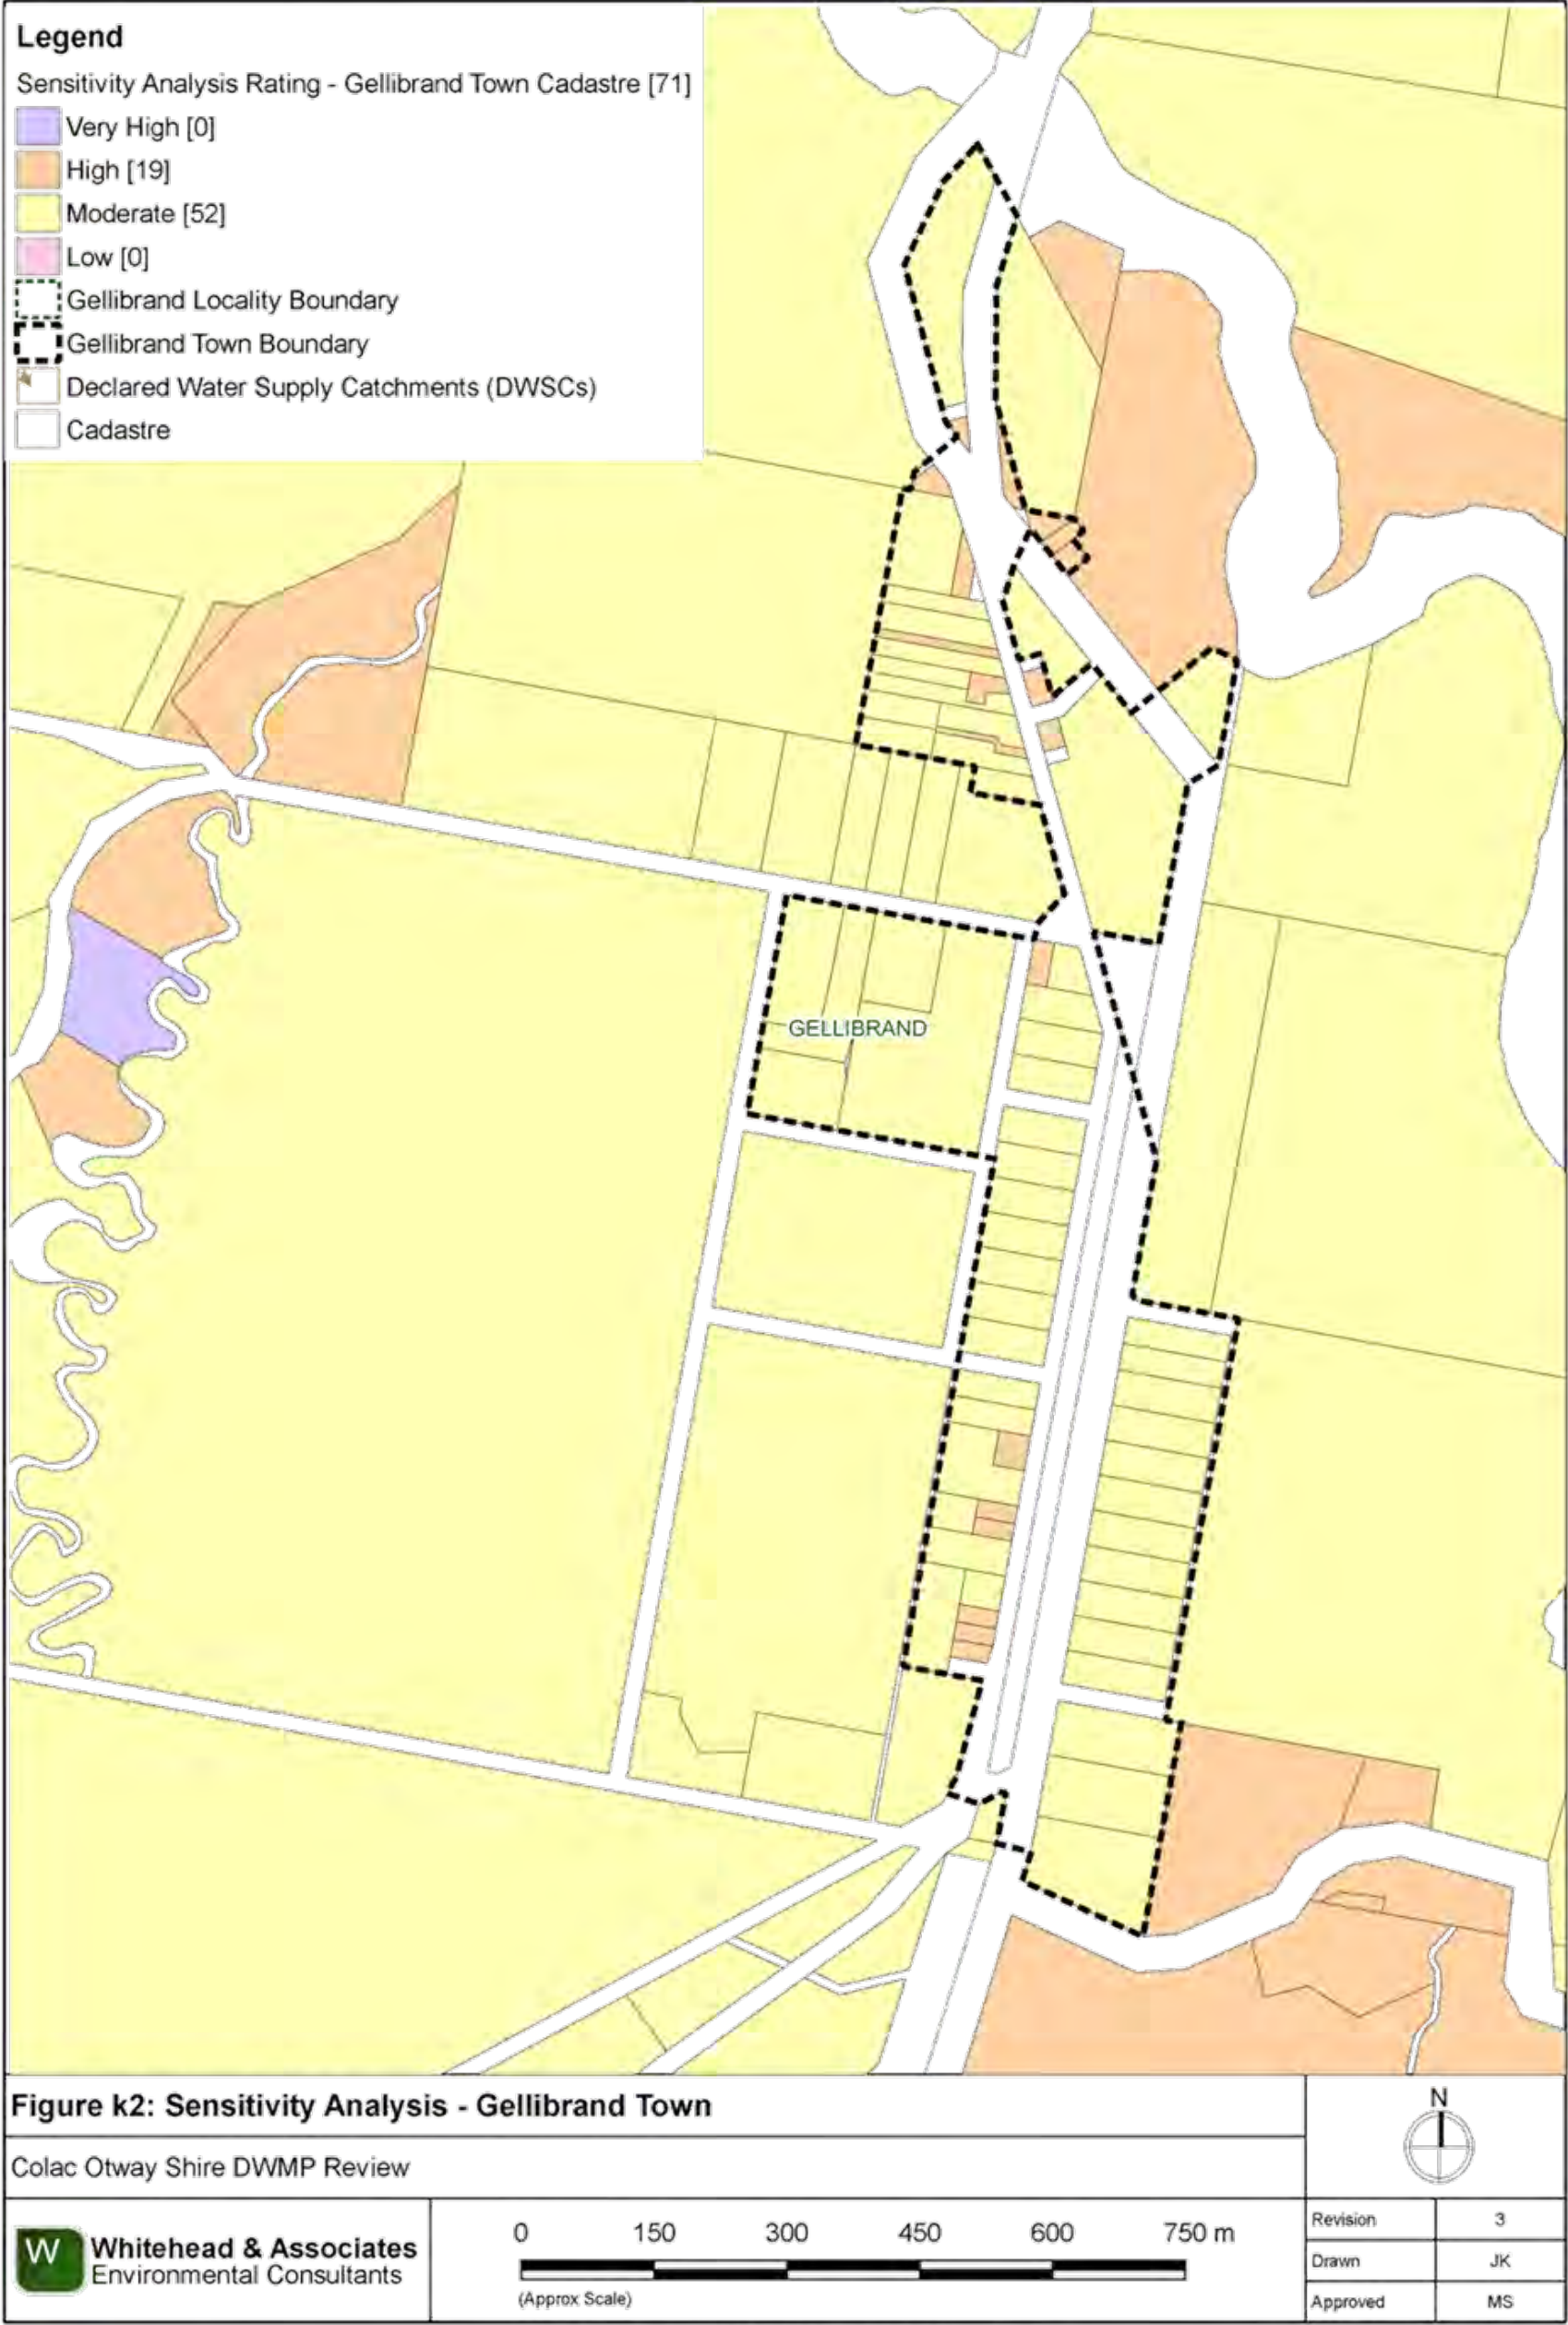 Legend
Sensitivity Analysis Rating - Gellibrand Town Cadastre [71]
Very High [0]
High [19]
Moderate [52]
Low [0]
Gellibrand Locality Boundary
Gellibrand Town Boundary
Declared Water Supply Catchments (DWSCs)
Cadastre
GELLIBRAND
Figure k2: Sensitivity Analysis - Gellibrand Town
Colac Otway Shire DWMP Review
N
W
Whitehead & Associates
Environmental Consultants
0 150 300 450 600 750 m
(Approx Scale)
Revision 3
Drawn JK
Approved MS